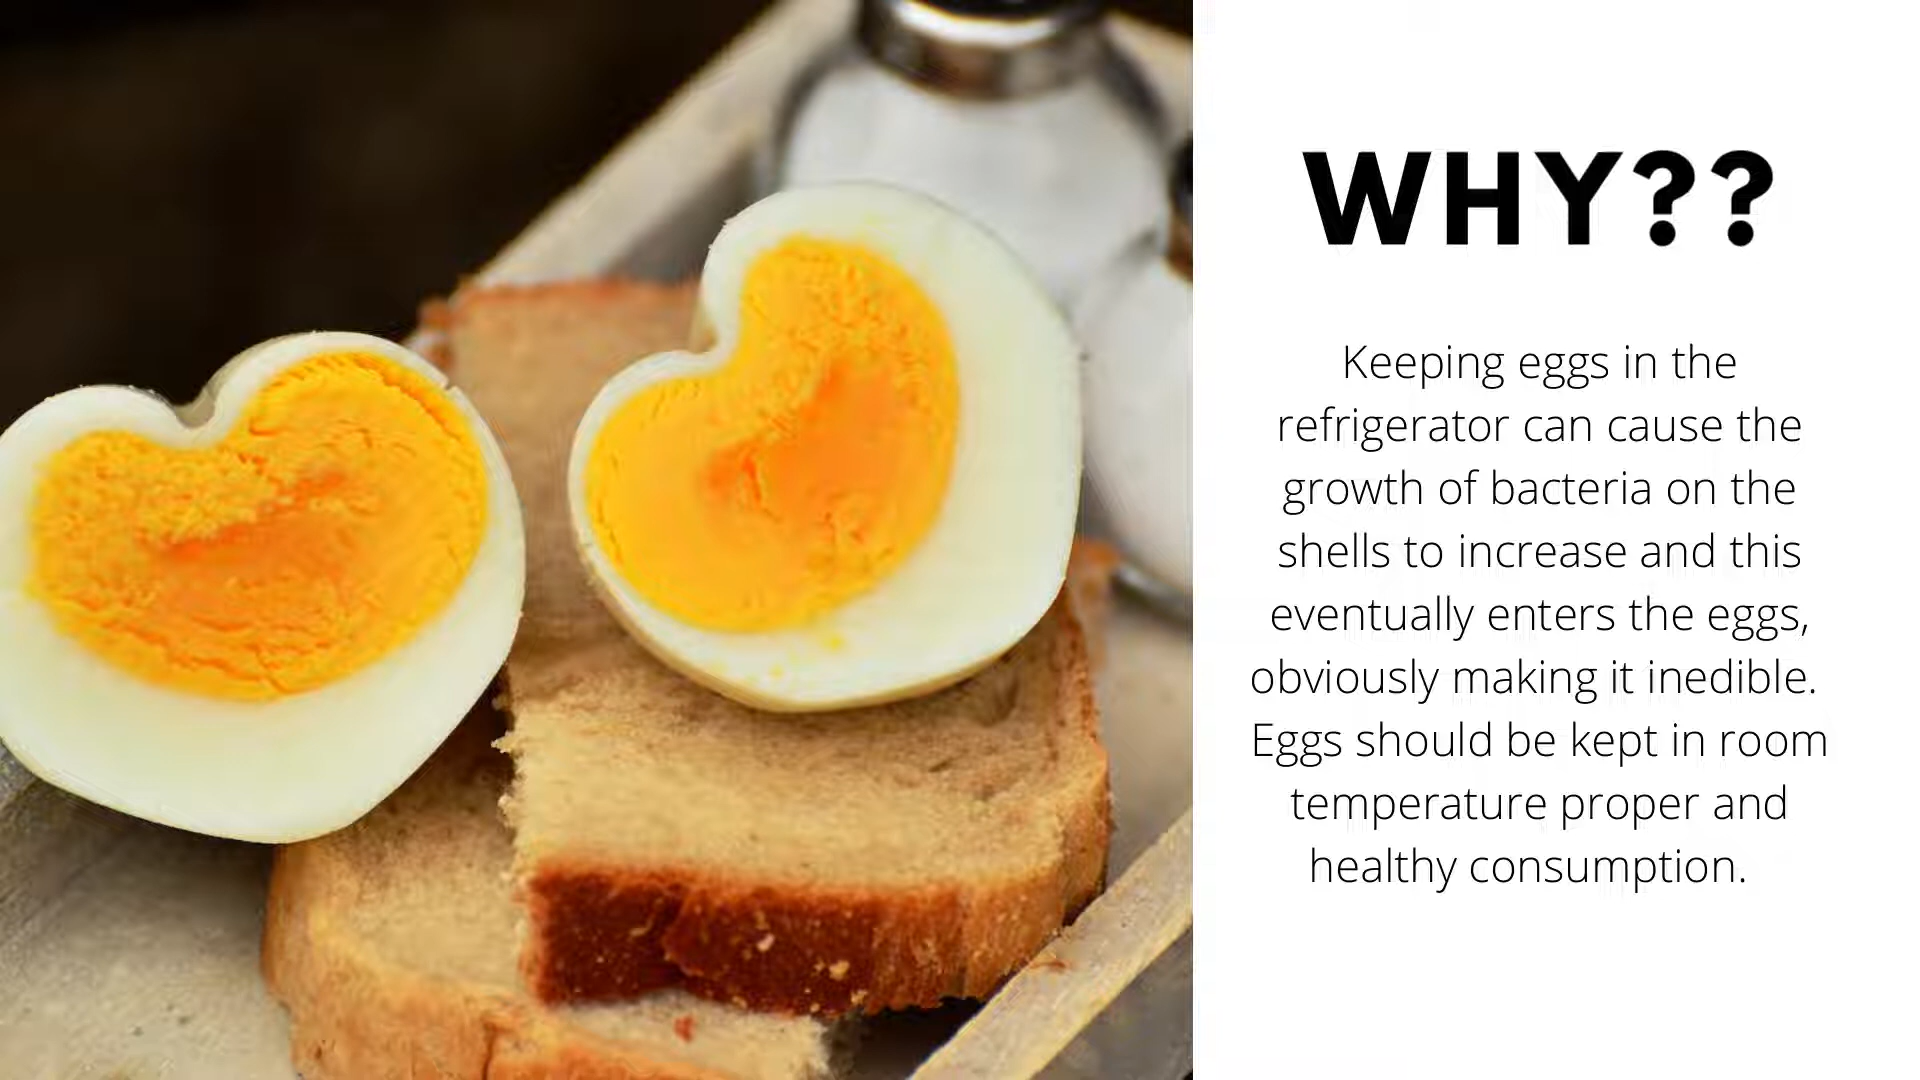 WHY??
Keeping eggs in the
refrigerator can cause the
growth of bacteria on the
shells to increase and this
eventually enters the eggs,
obviously making it inedible.
Eggs should be kept in room
temperature proper and
healthy consumption.